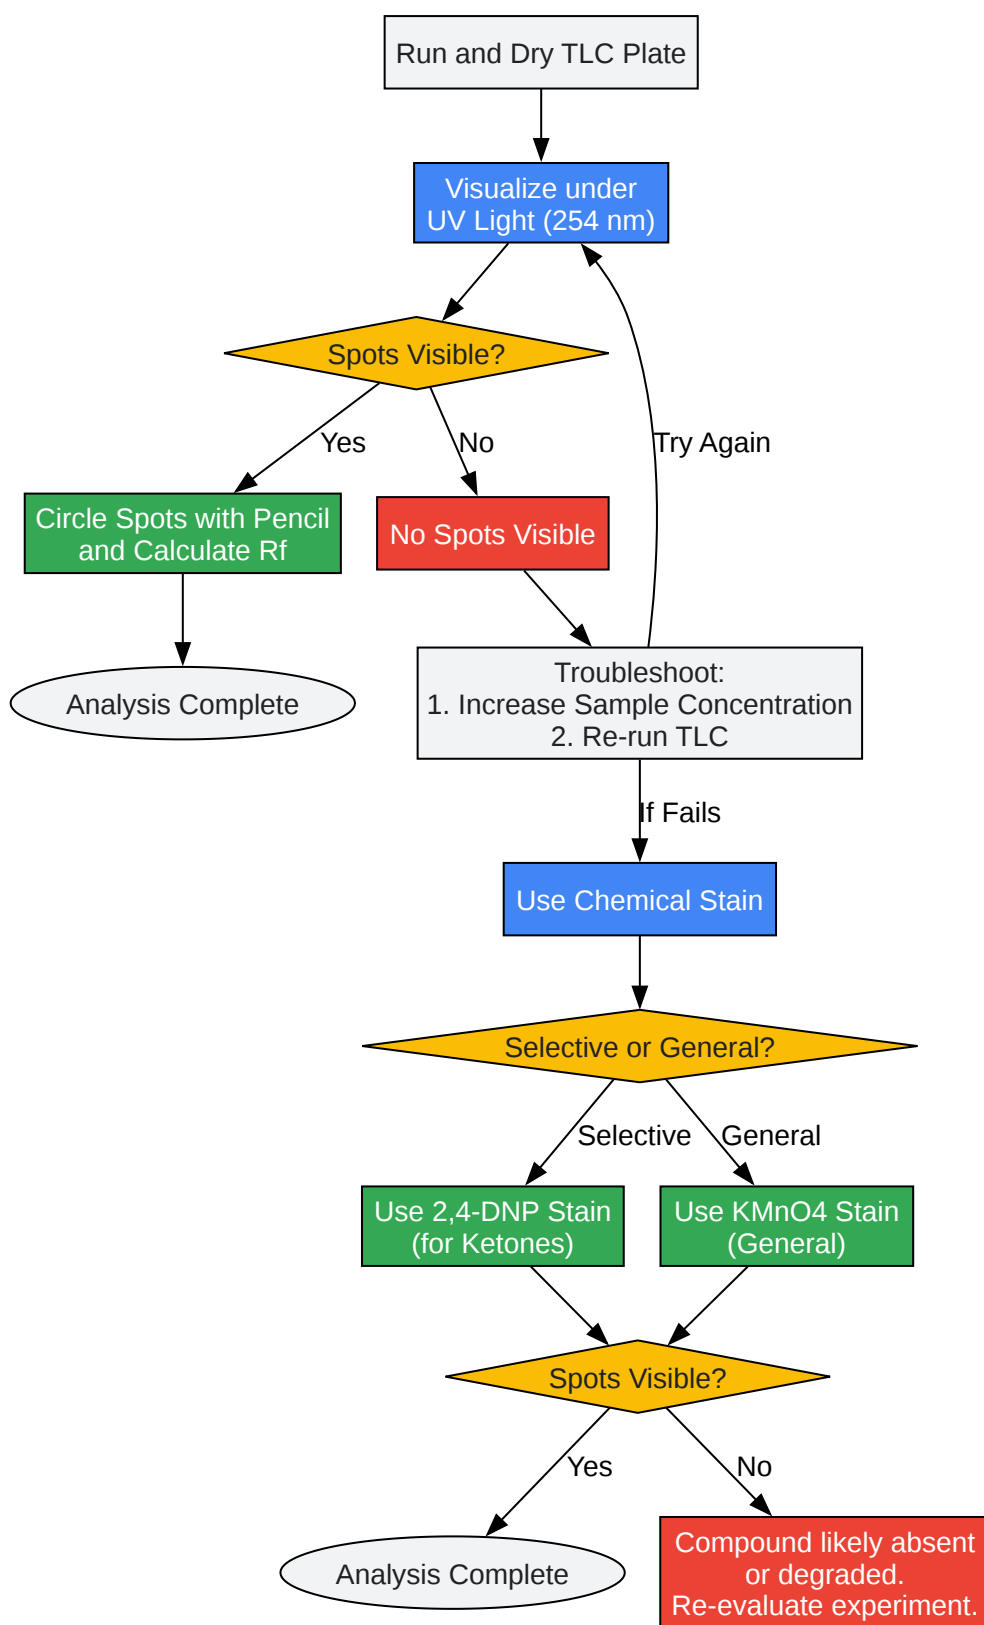 Run and Dry TLC Plate
Visualize under
UV Light (254 nm)
Spots Visible?
Yes
No
Try Again
Circle Spots with Pencil
and Calculate Rf
No Spots Visible
Analysis Complete
Troubleshoot:
1. Increase Sample Concentration
2. Re-run TLC
If Fails
Use Chemical Stain
Selective or General?
Selective
General
Use 2,4-DNP Stain
(for Ketones)
Use KMnO4 Stain
(General)
Spots Visible?
Yes
No
Analysis Complete
Compound likely absent
or degraded.
Re-evaluate experiment.